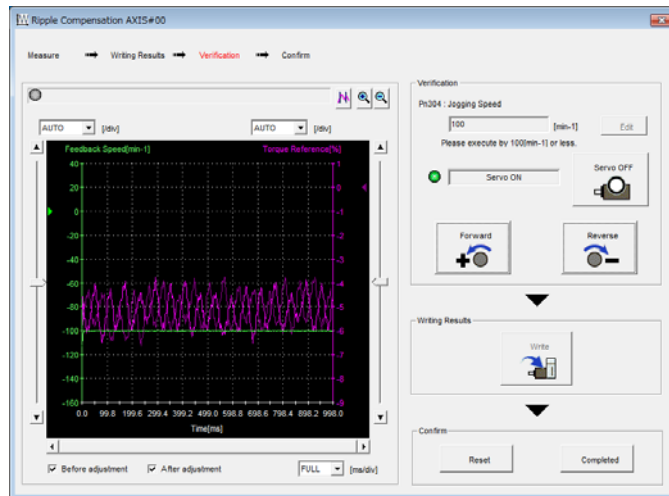 Ripple Compensation AXIS#00
Measure Writing Results Verification Confirm
AUTO [/div] AUTO [/div]
Feedback Speed[min-1] Torque Reference[%]
40 1
20 0
0 -1
-20 -2
-40 -3
-60 -4
-80 -5
-100 -6
-120 -7
-140 -8
-160 -9
0.0 99.8 199.6 299.4 399.2 499.0 598.8 698.6 798.4 898.2 998.0
Time[ms]
Before adjustment After adjustment FULL [ms/div]
Verification
Pn304 : Jogging Speed
100 [min-1] Edit
Please execute by 100[min-1] or less.
Servo ON
Servo OFF
Forward
Reverse
Writing Results
Write
Confirm
Reset
Completed